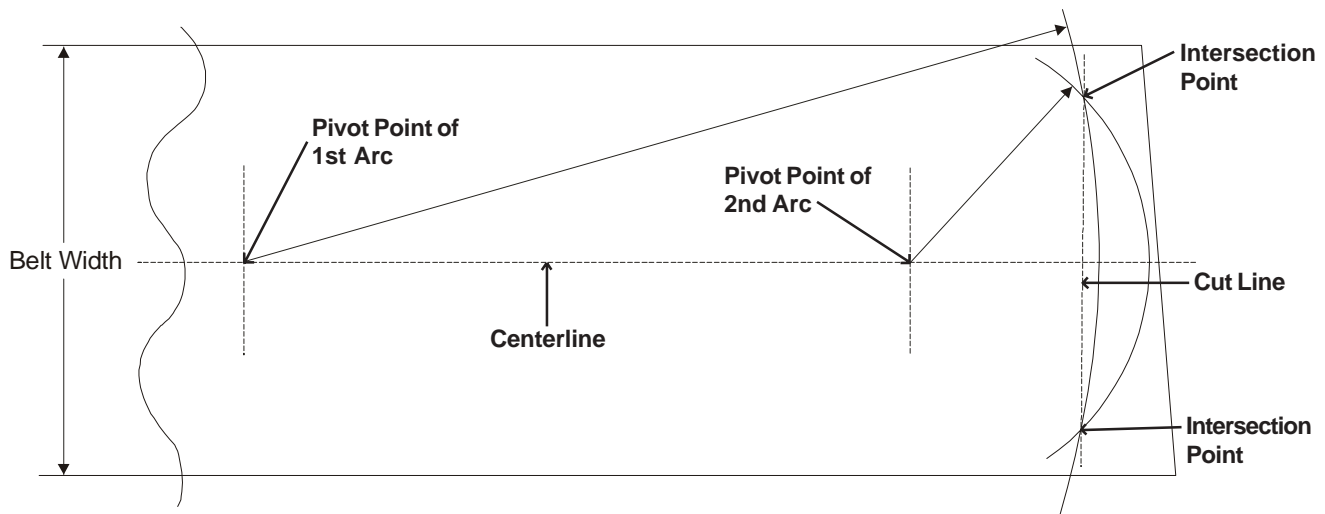 Intersection
Point
Pivot Point of
1st Arc
Pivot Point of
2nd Arc
Belt Width
Cut Line
Centerline
Intersection
Point